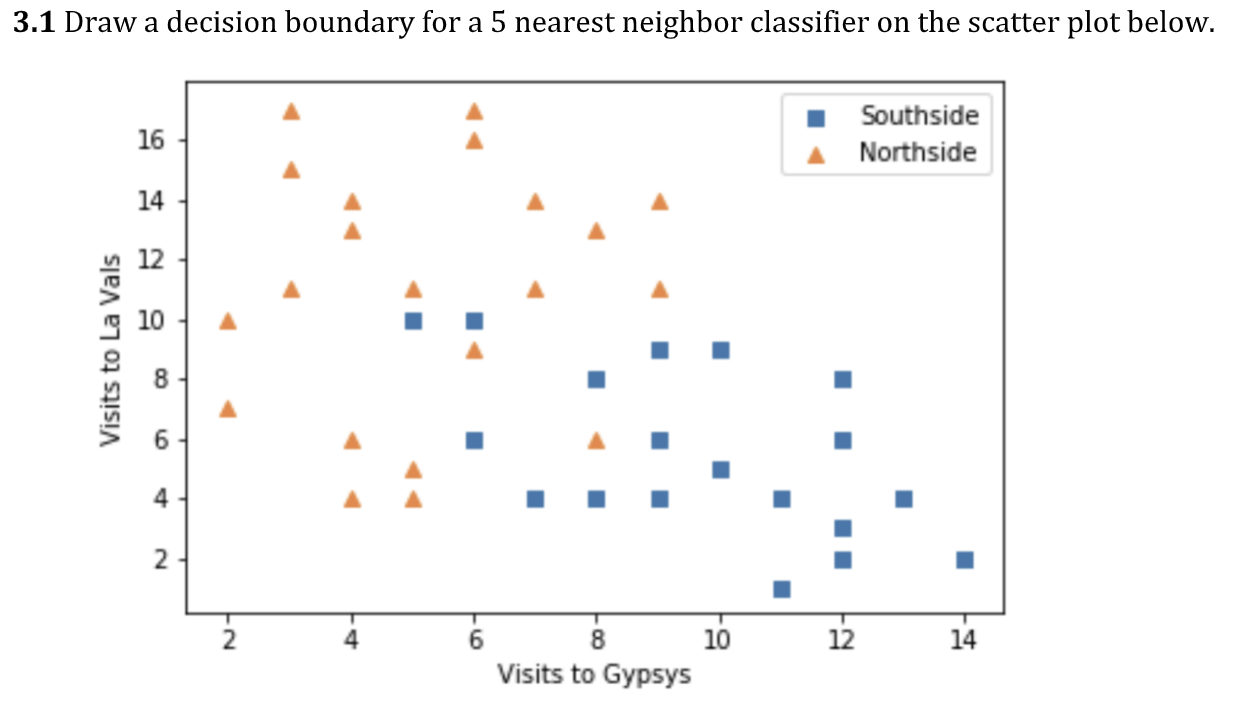 3.1 Draw a decision boundary for a 5 nearest neighbor classifier on the scatter plot below.
Southside
Northside
16
14
12
10
8
6
4
2
Visits to La Vals
2 4 6 8 10 12 14
Visits to Gypsys